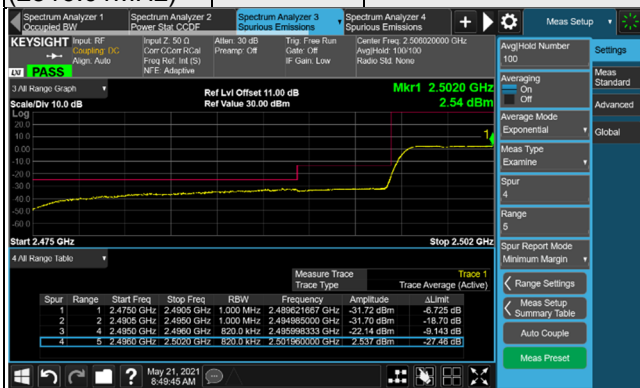 Spectrum Analyzer 1
Occupied BW
Spectrum Analyzer 2
Power Stat CCDF
Spectrum Analyzer 3
Spurious Emissions
Spectrum Analyzer 4
Spurious Emissions
Meas Setup
KEYSIGHT
Input: RF
Coupling: DC
Align: Auto
Input Z: 50 Ω
Corr CCorr RCal
Freq Ref: Int (S)
NFE: Adaptive
Atten: 30 dB
Preamp: Off
Trig: Free Run
Gate: Off
IF Gain: Low
Center Freq: 2.506020000 GHz
Avg|Hold: 100/100
Radio Std: None
LXI PASS
3 All Range Graph
Scale/Div 10.0 dB
Ref Lvl Offset 11.00 dB
Ref Value 30.00 dBm
Mkr1 2.5020 GHz
2.54 dBm
Log
20.0
10.0
0.00
-10.0
-20.0
-30.0
-40.0
-50.0
-60.0
1
Start 2.475 GHz
Stop 2.502 GHz
4 All Range Table
Measure Trace Trace 1
Trace Type Trace Average (Active)
Spur Range Start Freq Stop Freq RBW Frequency Amplitude ΔLimit
1 1 2.4750 GHz 2.4905 GHz 1.000 MHz 2.489621667 GHz -31.72 dBm -6.725 dB
2 2 2.4905 GHz 2.4950 GHz 1.000 MHz 2.494985000 GHz -31.70 dBm -18.70 dB
3 3 2.4950 GHz 2.4960 GHz 820.0 kHz 2.495998333 GHz -22.14 dBm -9.143 dB
4 5 2.4960 GHz 2.5020 GHz 820.0 kHz 2.501960000 GHz 2.537 dBm -27.46 dB
Avg|Hold Number
100
Averaging
On
Off
Average Mode
Exponential
Meas Type
Examine
Spur
4
Range
5
Spur Report Mode
Minimum Margin
Range Settings
Meas Setup
Summary Table
Auto Couple
Meas Preset
Settings
Meas
Standard
Advanced
Global
May 21, 2021
8:49:45 AM